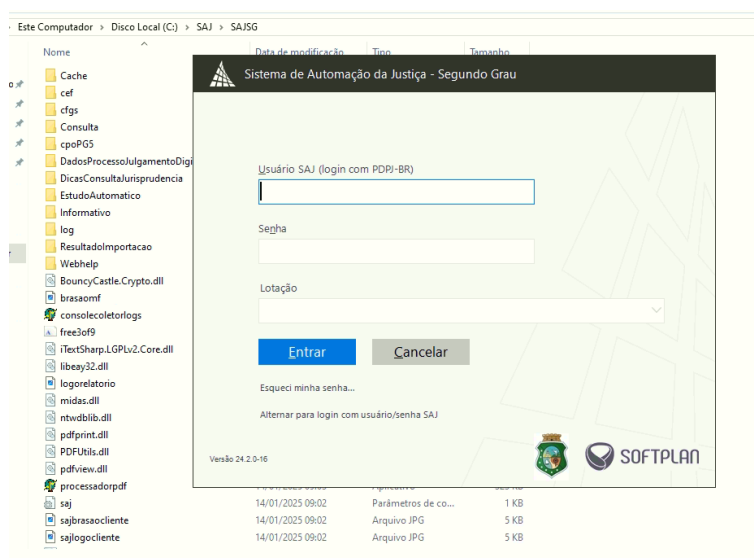 Este Computador > Disco Local (C:) > SAJ > SAJSG
Nome Data de modificação Tipo Tamanho
Cache
cef
cfgs
Consulta
cpoPG5
DadosProcessoJulgamentoDigi
DicasConsultaJurisprudencia
EstudoAutomatico
Informativo
log
ResultadoImportacao
Webhelp
BouncyCastle.Crypto.dll
brasaomf
consolecoletorlogs
free3of9
iTextSharp.LGPLv2.Core.dll
libeay32.dll
logorelatorio
midas.dll
ntwdblib.dll
pdfprint.dll
PDFUtils.dll
pdfview.dll
processadorpdf
saj 14/01/2025 09:02 Parâmetros de co... 1 KB
sajbrasaocliente 14/01/2025 09:02 Arquivo JPG 5 KB
sajlogocliente 14/01/2025 09:02 Arquivo JPG 5 KB
Sistema de Automação da Justiça - Segundo Grau
Usuário SAJ (login com PDPJ-BR)
Senha
Lotação
Entrar Cancelar
Esqueci minha senha...
Alternar para login com usuário/senha SAJ
Versão 24.2.0-16
SOFTPLAN